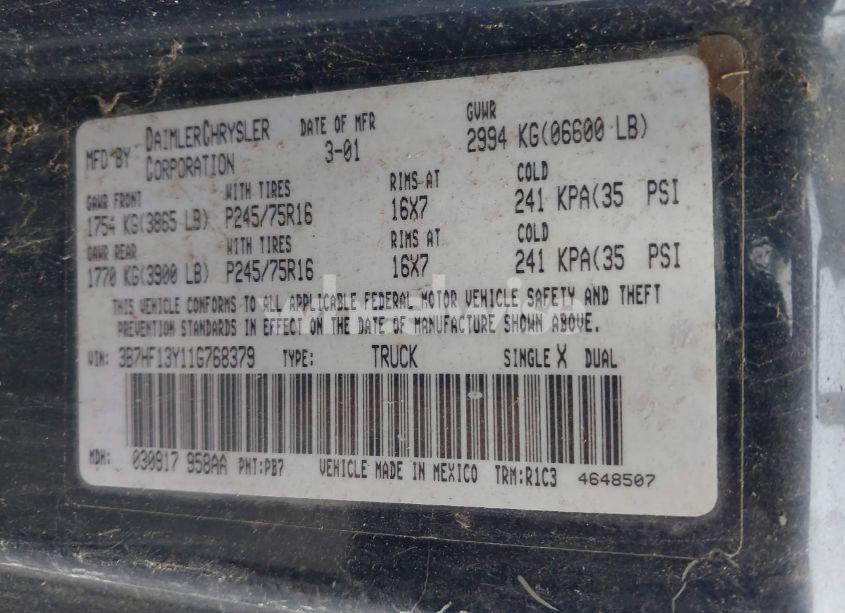 MFD BY DAIMLERCHRYSLER CORPORATION DATE OF MFR 3-01 GVWR 2994 KG(06600 LB)
GAWR FRONT WITH TIRES RIMS AT COLD
1754 KG(3865 LB) P245/75R16 16X7 241 KPA(35 PSI
GAWR REAR WITH TIRES RIMS AT COLD
1770 KG(3900 LB) P245/75R16 16X7 241 KPA(35 PSI
THIS VEHICLE CONFORMS TO ALL APPLICABLE FEDERAL MOTOR VEHICLE SAFETY AND THEFT
PREVENTION STANDARDS IN EFFECT ON THE DATE OF MANUFACTURE SHOWN ABOVE.
VIN: 3B7HF13Y11G768379 TYPE: TRUCK SINGLE X DUAL
MDH: 030917 958AA PNT:PB7 VEHICLE MADE IN MEXICO TRM:R1C3 4648507